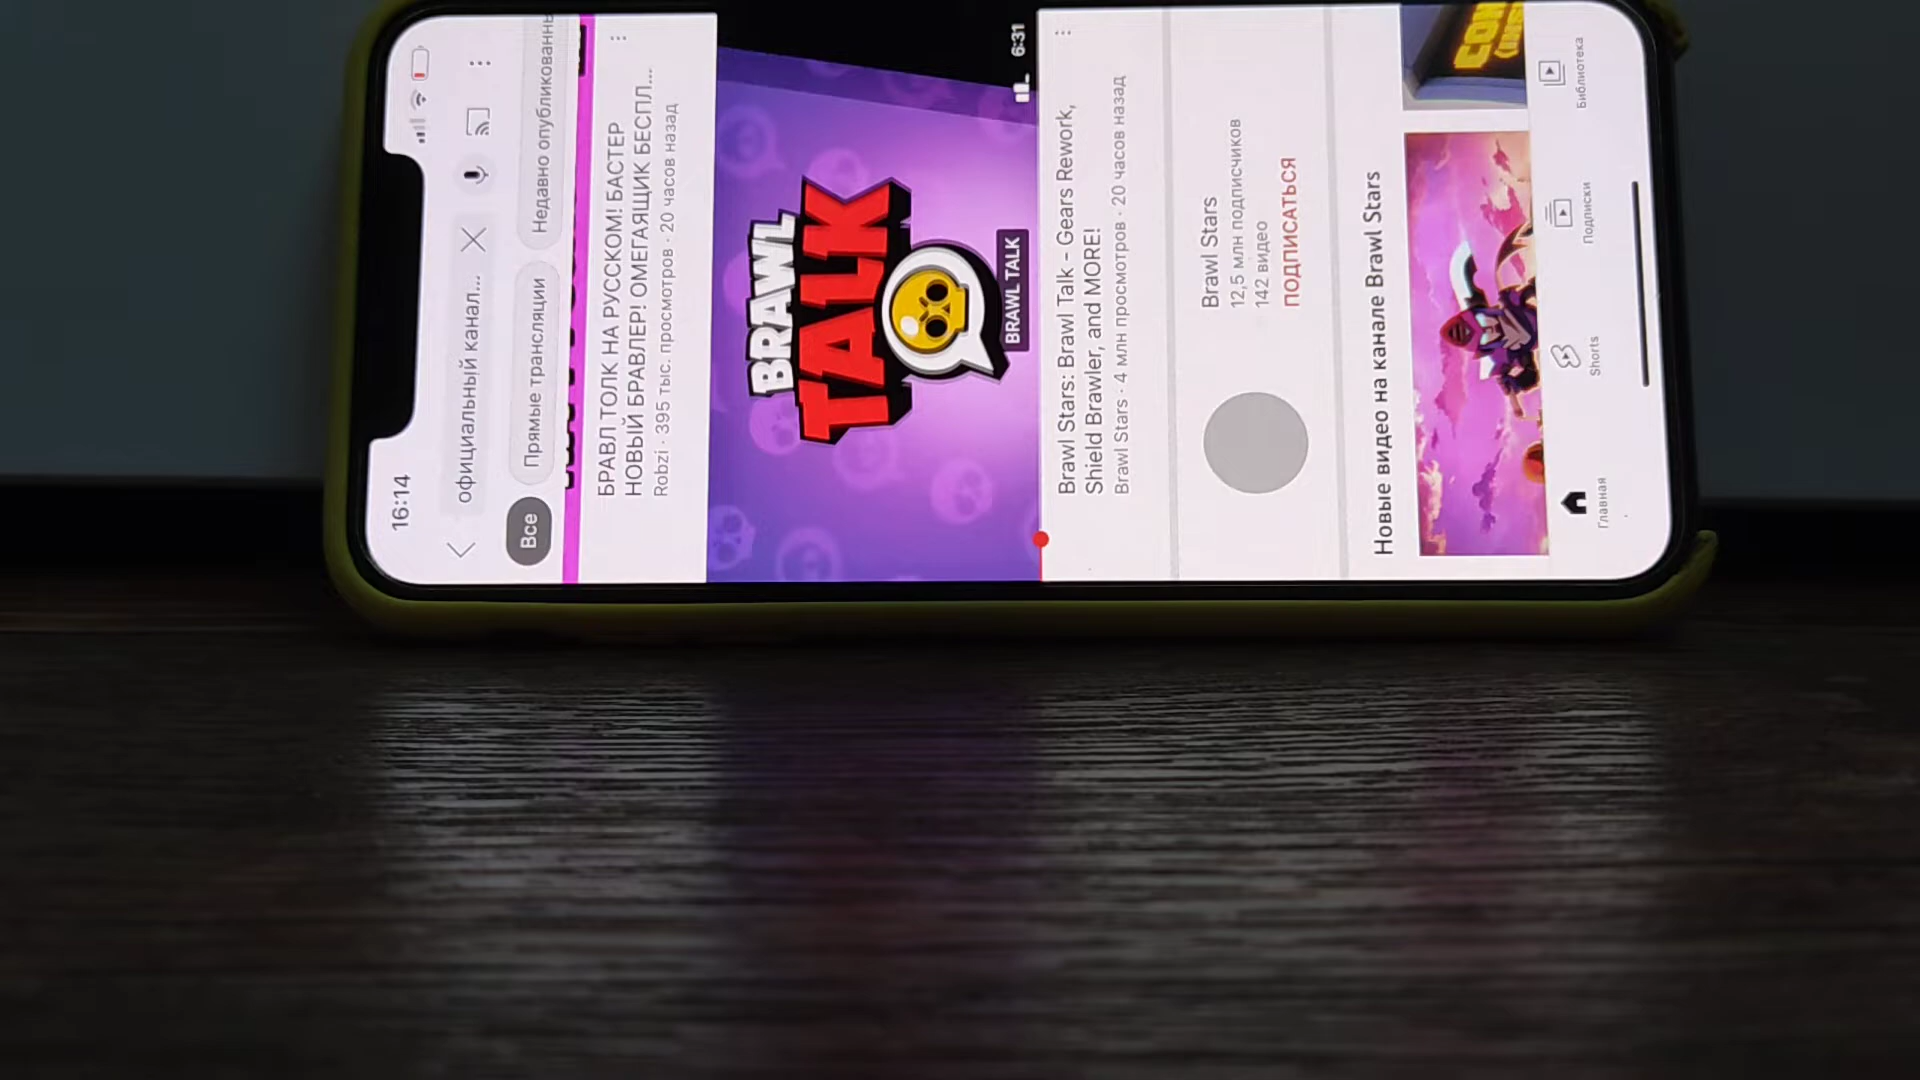 16:14
официальный канал...
Все
Прямые трансляции
Недавно опубликованн
БРАВЛ ТОЛК НА РУССКОМ! БАСТЕР
НОВЫЙ БРАВЛЕР! ОМЕГАЯЩИК БЕСПЛ...
Robzi · 395 тыс. просмотров · 20 часов назад
BRAWL
TALK
BRAWL TALK
6:31
Brawl Stars: Brawl Talk - Gears Rework,
Shield Brawler, and MORE!
Brawl Stars · 4 млн просмотров · 20 часов назад
Brawl Stars
12,5 млн подписчиков
142 видео
ПОДПИСАТЬСЯ
Новые видео на канале Brawl Stars
Главная
Shorts
Подписки
Библиотека